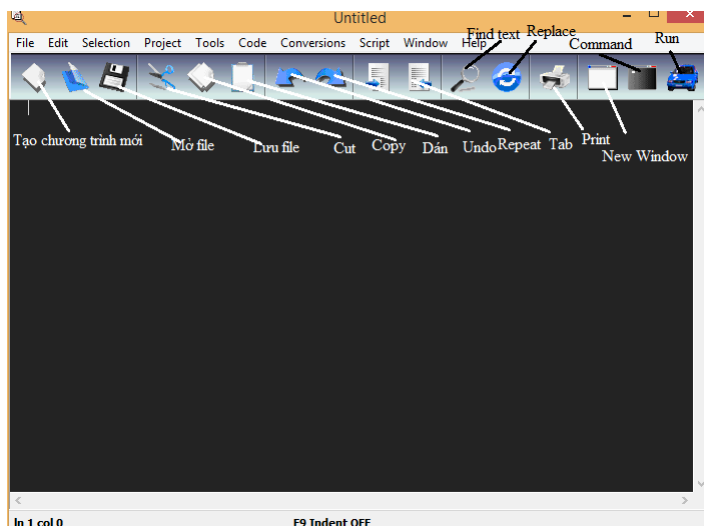 Untitled
File Edit Selection Project Tools Code Conversions Script Window Help
Find text Replace
Command Run
Tạo chương trình mới Mở file Lưu file Cut Copy Dán Undo Repeat Tab Print
New Window
ln 1 col 0 F9 Indent OFF